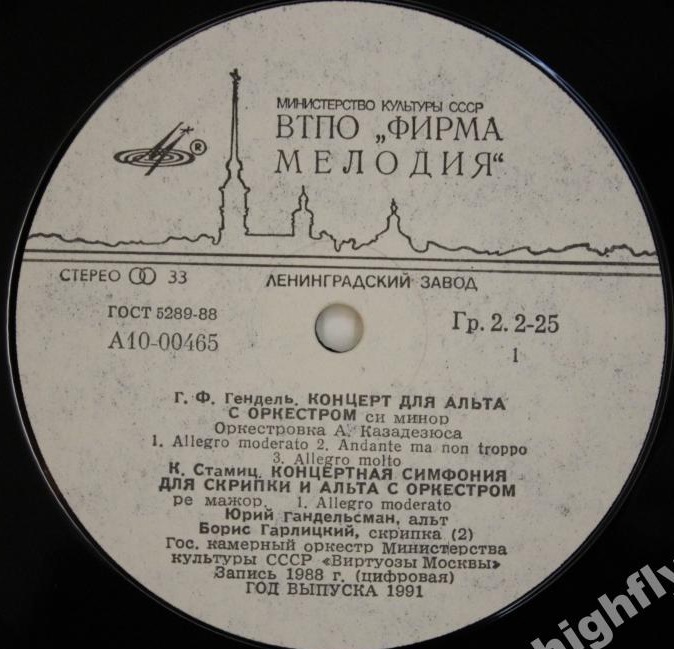 МИНИСТЕРСТВО КУЛЬТУРЫ СССР
ВТПО „ФИРМА
МЕЛОДИЯ“
®
СТЕРЕО 33
ЛЕНИНГРАДСКИЙ ЗАВОД
ГОСТ 5289-88
А10-00465
Гр. 2. 2-25
1
Г. Ф. Гендель. КОНЦЕРТ ДЛЯ АЛЬТА
С ОРКЕСТРОМ си минор
Оркестровка А. Казадезюса
1. Allegro moderato 2. Andante ma non troppo
3. Allegro molto
К. Стамиц. КОНЦЕРТНАЯ СИМФОНИЯ
ДЛЯ СКРИПКИ И АЛЬТА С ОРКЕСТРОМ
ре мажор. 1. Allegro moderato
Юрий Гандельсман, альт
Борис Гарлицкий, скрипка (2)
Гос. камерный оркестр Министерства
культуры СССР «Виртуозы Москвы»
Запись 1988 г. (цифровая)
ГОД ВЫПУСКА 1991
highfly